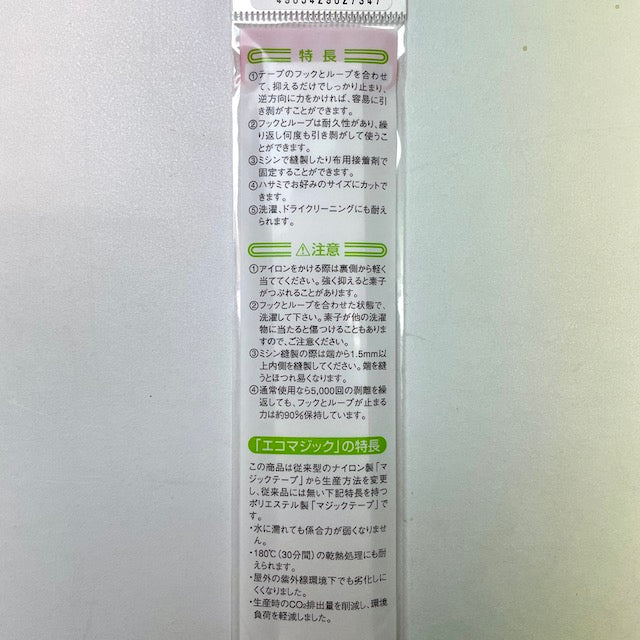 特長
①テープのフックとループを合わせ
て、抑えるだけでしっかり止まり、
逆方向に力をかければ、容易に引
き剥がすことができます。
②フックとループは耐久性があり、繰
り返し何度も引き剥がして使うこ
とができます。
③ミシンで縫製したり布用接着剤で
固定することができます。
④ハサミでお好みのサイズにカットで
きます。
⑤洗濯、ドライクリーニングにも耐え
られます。
⚠注意
①アイロンをかける際は裏側から軽く
当ててください。強く抑えると素子
がつぶれることがあります。
②フックとループを合わせた状態で、
洗濯して下さい。素子が他の洗濯
物に当たると傷つけることもありま
すので、ご注意ください。
③ミシン縫製の際は端から1.5mm以
上内側を縫製してください。端を縫
うとほつれ易くなります。
④通常使用なら5,000回の剥離を繰
返しても、フックとループが止まる
力は約90%保持しています。
「エコマジック」の特長
この商品は従来型のナイロン製「マ
ジックテープ」から生産方法を変更
し、従来品には無い下記特長を持つ
ポリエステル製「マジックテープ」で
す。
・水に濡れても係合力が弱くなりませ
ん。
・180℃(30分間)の乾熱処理にも耐
えられます。
・屋外の紫外線環境下でも劣化しに
くくなりました。
・生産時のCO₂排出量を削減し、環境
負荷を軽減しました。